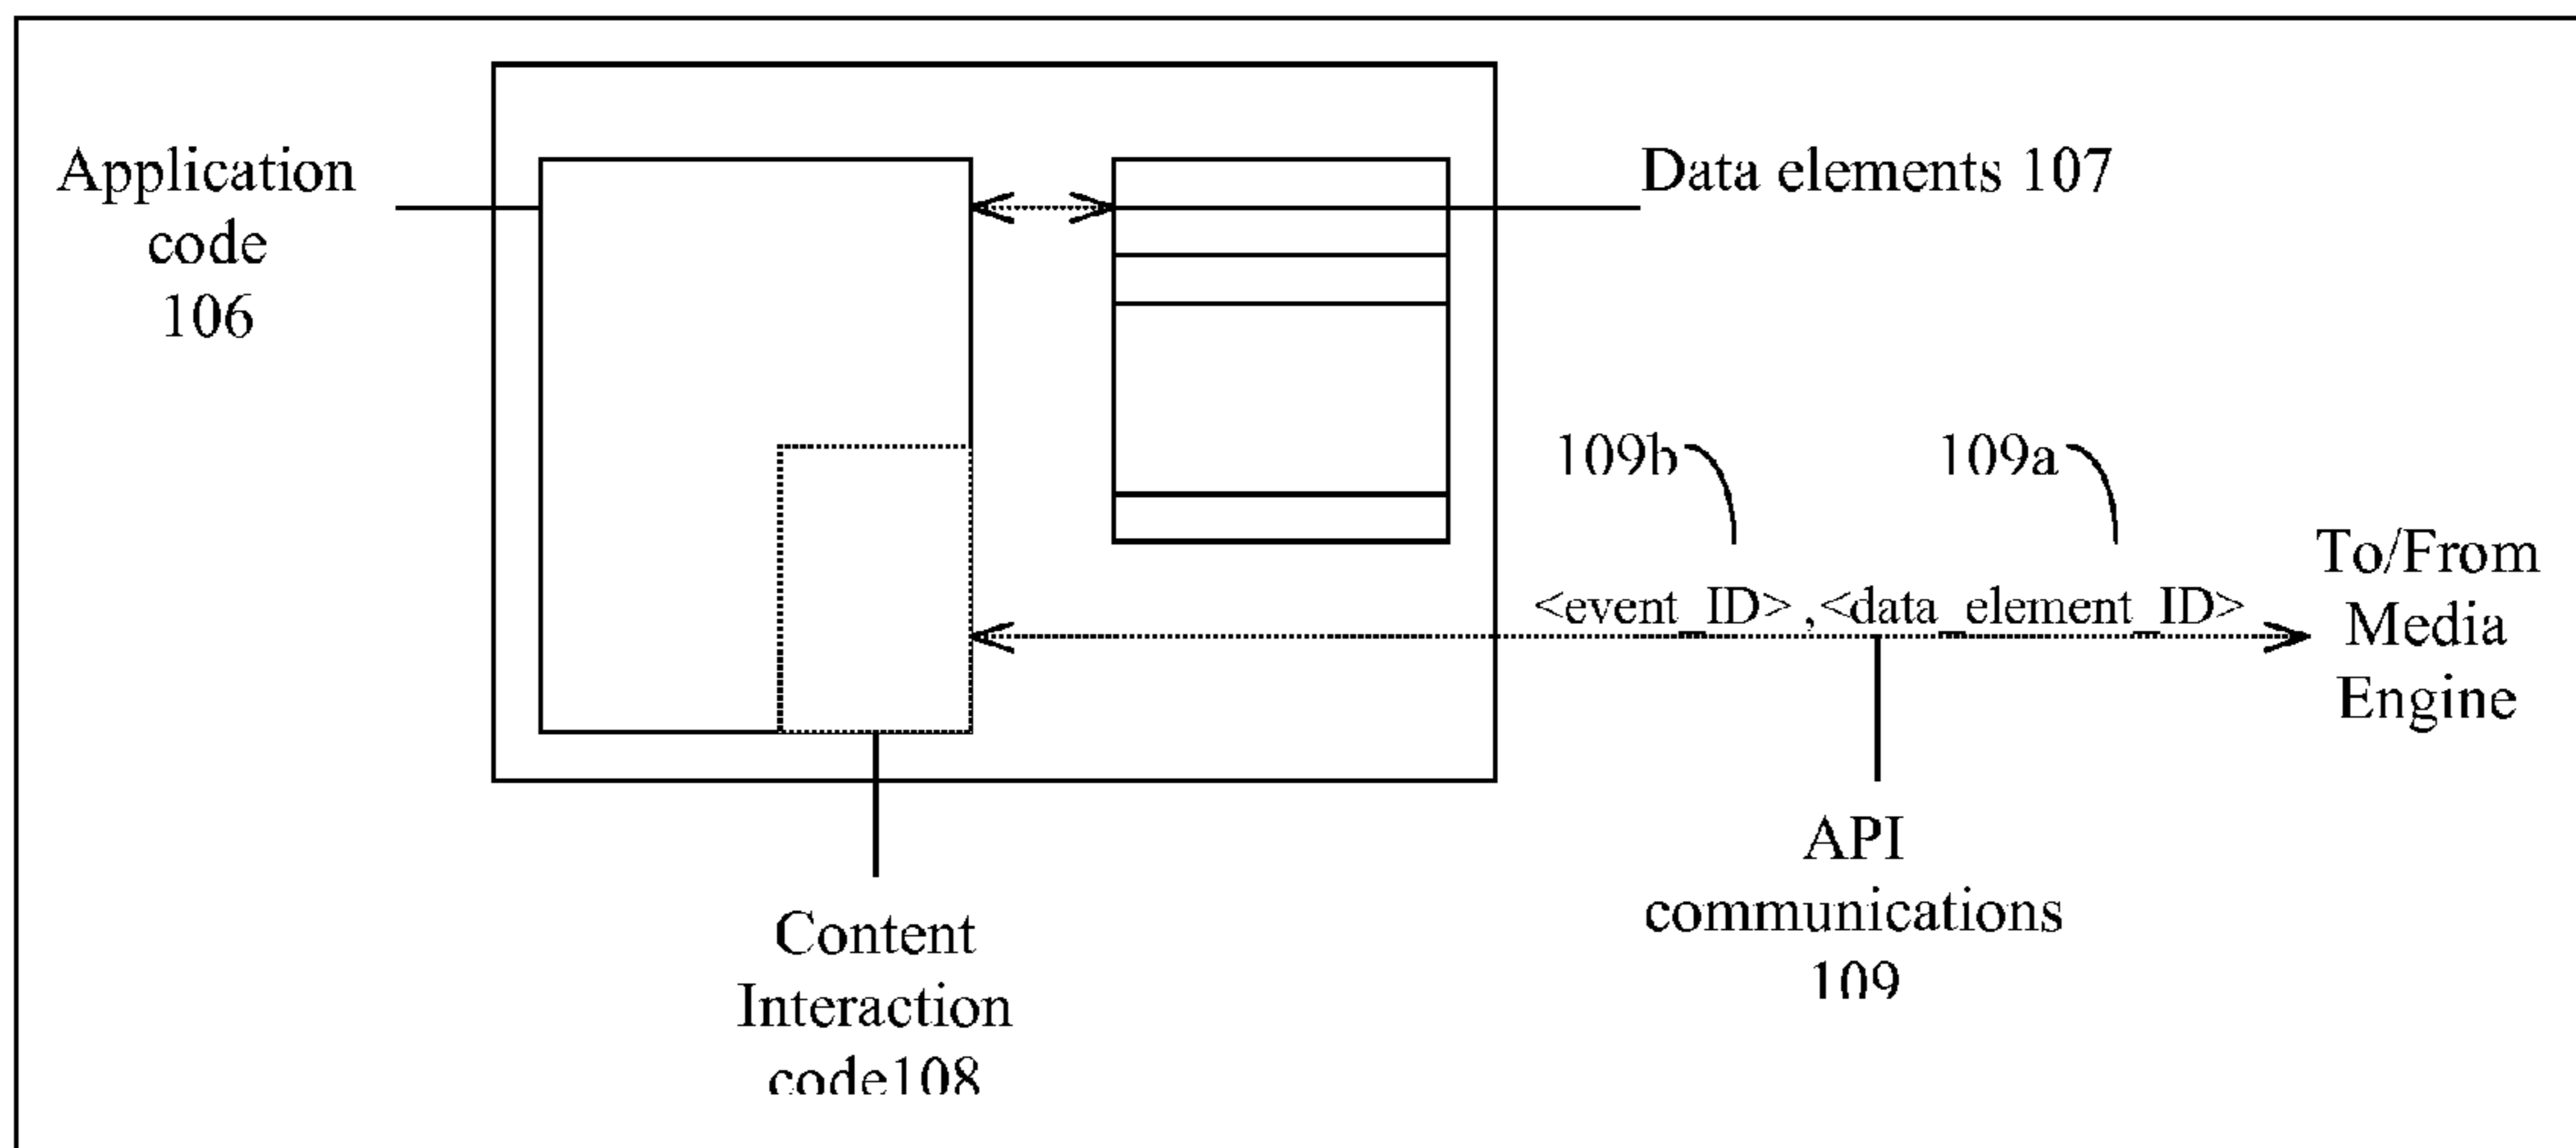 Application
code
106
Data elements 107
109b
109a
<event_ID> ,<data_element_ID>
To/From
Media
Engine
API
communications
109
Content
Interaction
code108